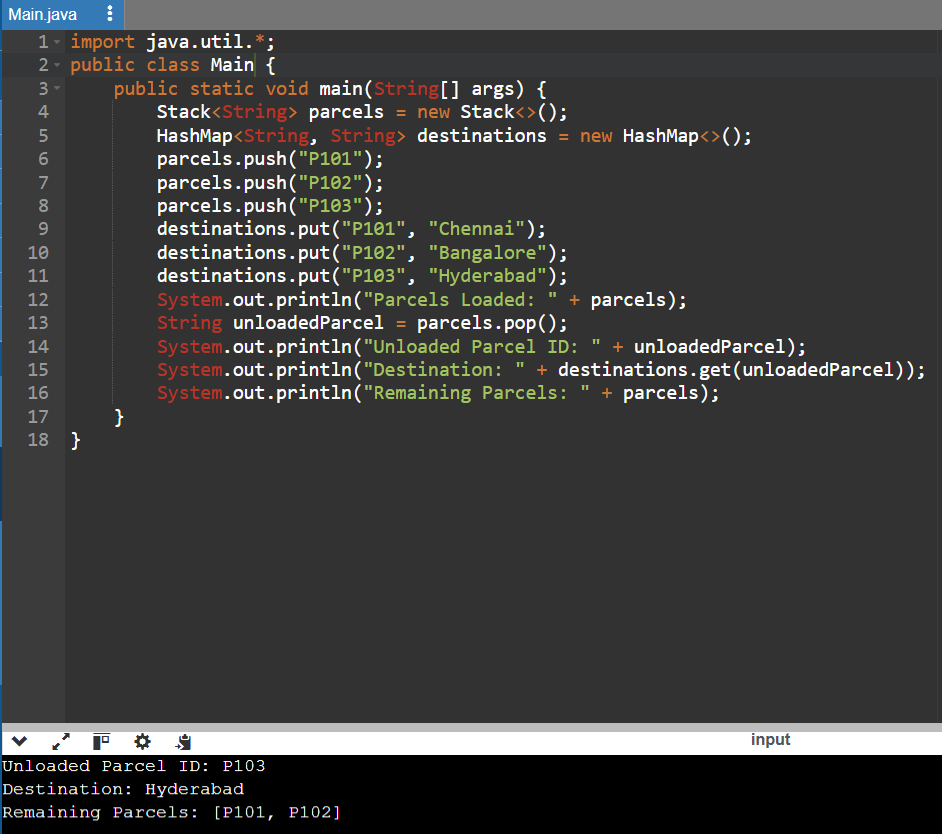 Main.java
1 import java.util.*;
2 public class Main {
3     public static void main(String[] args) {
4         Stack<String> parcels = new Stack<>();
5         HashMap<String, String> destinations = new HashMap<>();
6         parcels.push("P101");
7         parcels.push("P102");
8         parcels.push("P103");
9         destinations.put("P101", "Chennai");
10         destinations.put("P102", "Bangalore");
11         destinations.put("P103", "Hyderabad");
12         System.out.println("Parcels Loaded: " + parcels);
13         String unloadedParcel = parcels.pop();
14         System.out.println("Unloaded Parcel ID: " + unloadedParcel);
15         System.out.println("Destination: " + destinations.get(unloadedParcel));
16         System.out.println("Remaining Parcels: " + parcels);
17     }
18 }
input
Unloaded Parcel ID: P103
Destination: Hyderabad
Remaining Parcels: [P101, P102]